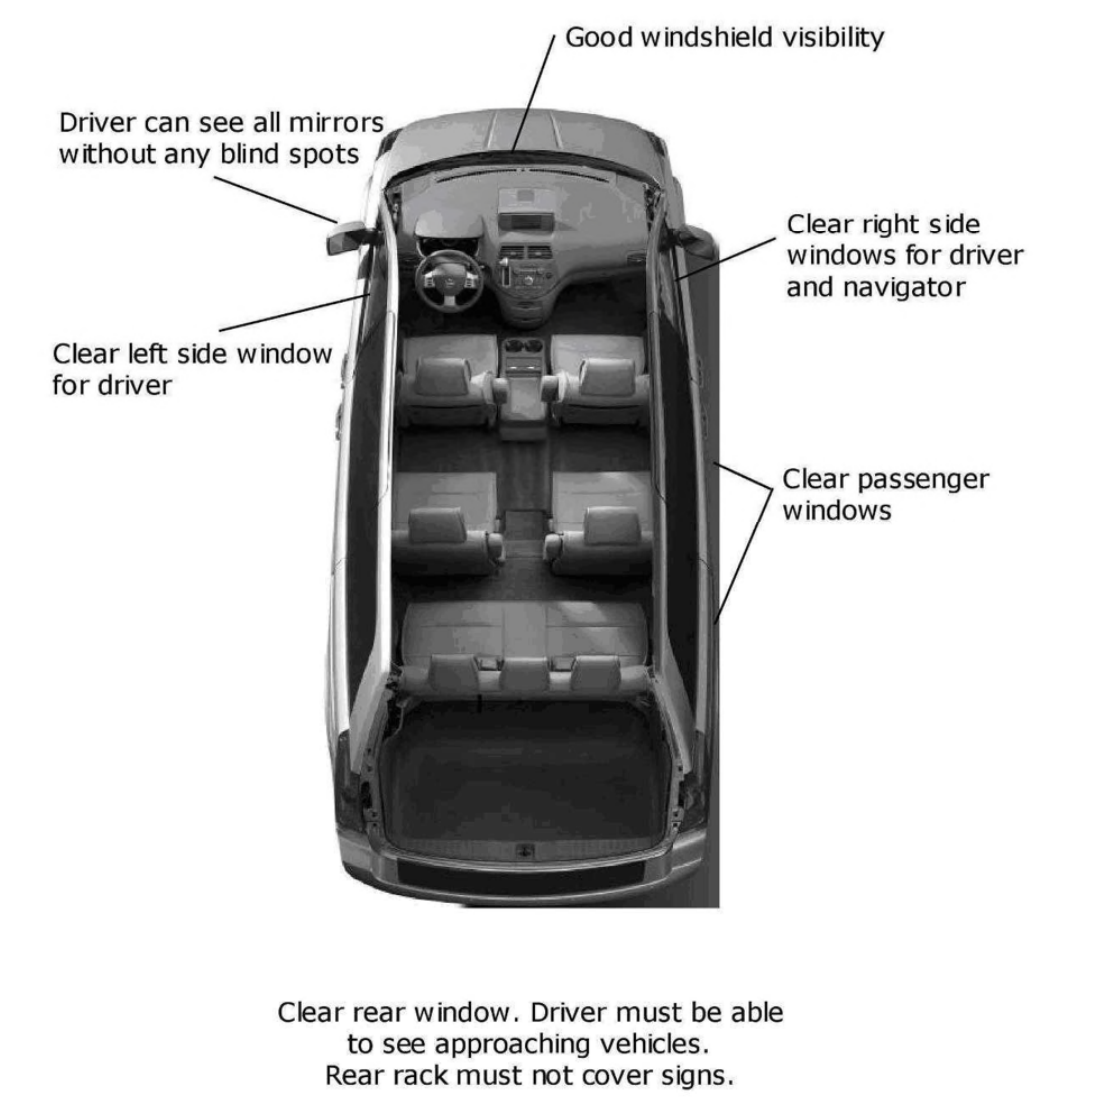 Good windshield visibility
Driver can see all mirrors
without any blind spots
Clear right side
windows for driver
and navigator
Clear left side window
for driver
Clear passenger
windows
Clear rear window. Driver must be able
to see approaching vehicles.
Rear rack must not cover signs.